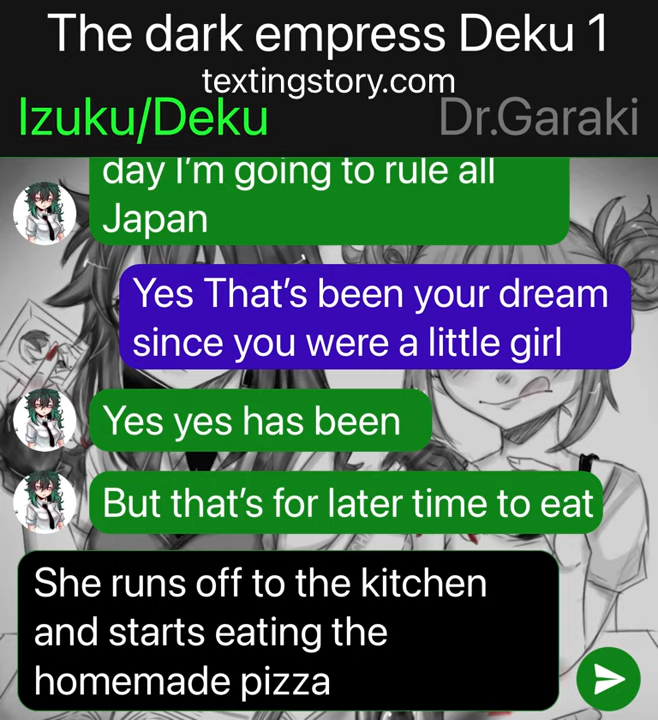 The dark empress Deku 1
textingstory.com
Izuku/Deku
Dr.Garaki
day I'm going to rule all
Japan
Yes That's been your dream
since you were a little girl
Yes yes has been
But that's for later time to eat
She runs off to the kitchen
and starts eating the
homemade pizza